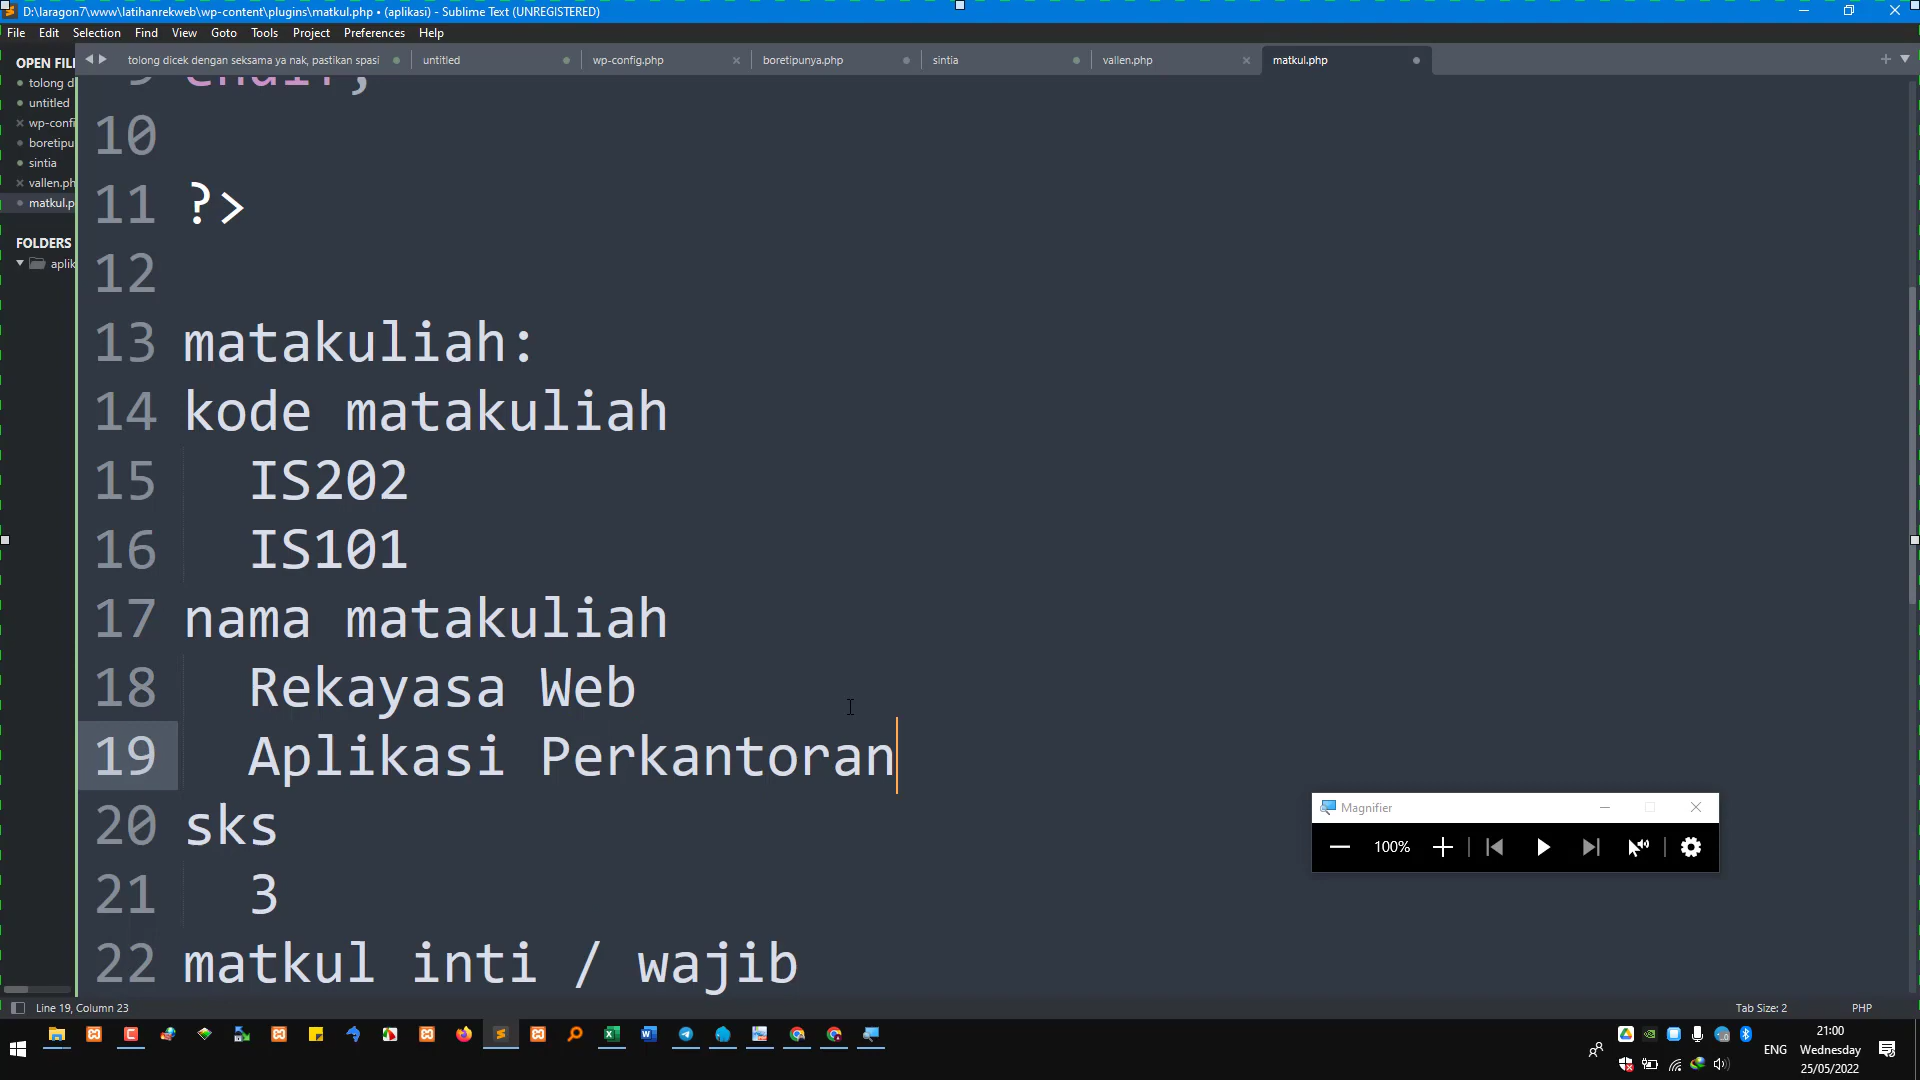 D:\laragon7\www\latihanrekweb\wp-content\plugins\matkul.php • (aplikasi) - Sublime Text (UNREGISTERED)
File Edit Selection Find View Goto Tools Project Preferences Help
OPEN FIL
tolong dicek dengan seksama ya nak, pastikan spasi
untitled
wp-config.php
boretipunya.php
sintia
vallen.php
matkul.php
tolong d
untitled
wp-confi
boretipu
sintia
vallen.ph
matkul.p
FOLDERS
aplik
10
11 ?>
12
13 matakuliah:
14 kode matakuliah
15 IS202
16 IS101
17 nama matakuliah
18 Rekayasa Web
19 Aplikasi Perkantoran
20 sks
21 3
22 matkul inti / wajib
Magnifier
100%
Line 19, Column 23
Tab Size: 2
PHP
21:00
ENG Wednesday
25/05/2022